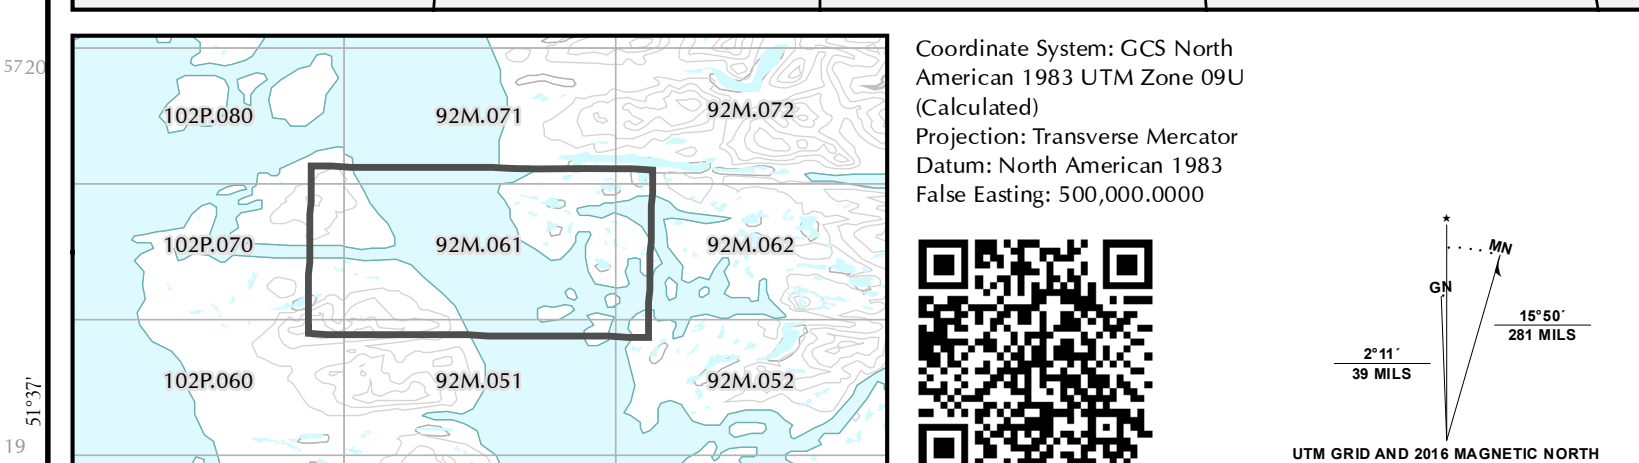 5720
102P.080
92M.071
92M.072
102P.070
92M.061
92M.062
102P.060
92M.051
92M.052
51°37´
19
Coordinate System: GCS North
American 1983 UTM Zone 09U
(Calculated)
Projection: Transverse Mercator
Datum: North American 1983
False Easting: 500,000.0000
MN
GN
15°50´
281 MILS
2°11´
39 MILS
UTM GRID AND 2016 MAGNETIC NORTH